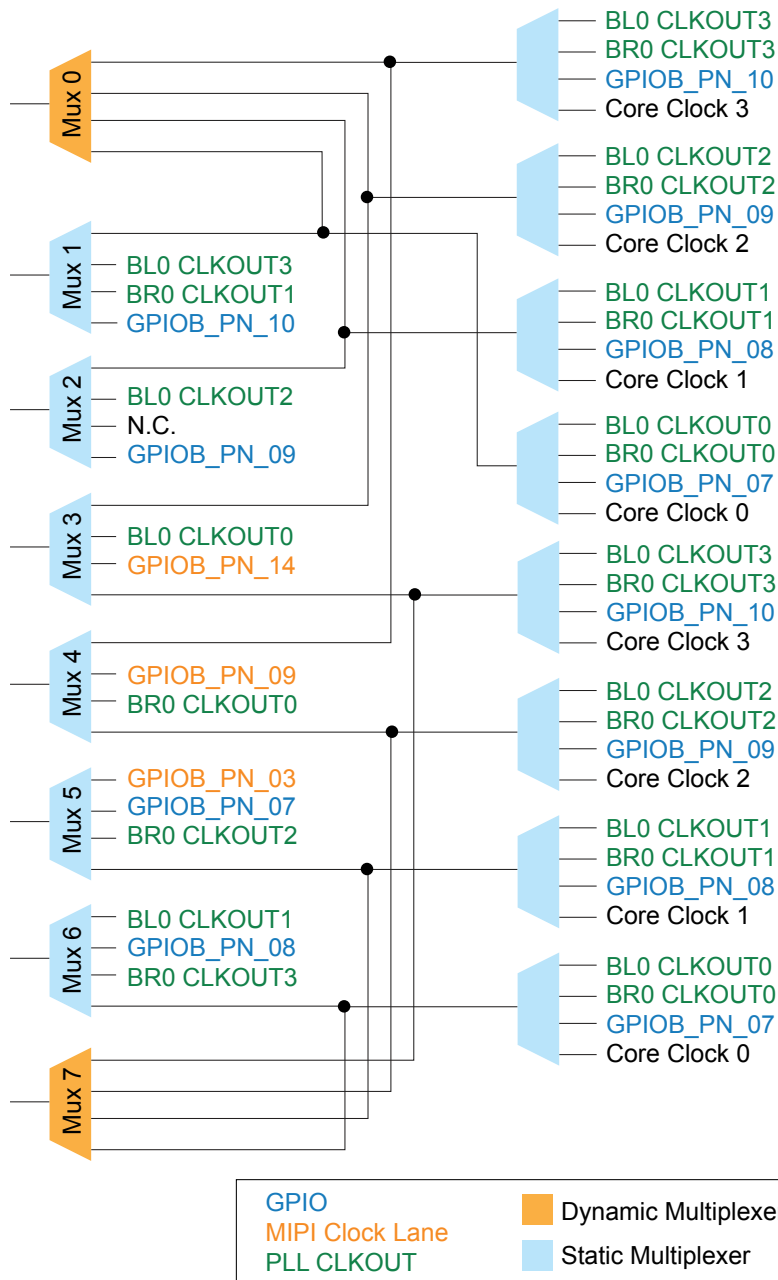 Mux 0
Mux 1
BL0 CLKOUT3
BR0 CLKOUT1
GPIOB_PN_10
Mux 2
BL0 CLKOUT2
N.C.
GPIOB_PN_09
Mux 3
BL0 CLKOUT0
GPIOB_PN_14
Mux 4
GPIOB_PN_09
BR0 CLKOUT0
Mux 5
GPIOB_PN_03
GPIOB_PN_07
BR0 CLKOUT2
Mux 6
BL0 CLKOUT1
GPIOB_PN_08
BR0 CLKOUT3
Mux 7
BL0 CLKOUT3
BR0 CLKOUT3
GPIOB_PN_10
Core Clock 3
BL0 CLKOUT2
BR0 CLKOUT2
GPIOB_PN_09
Core Clock 2
BL0 CLKOUT1
BR0 CLKOUT1
GPIOB_PN_08
Core Clock 1
BL0 CLKOUT0
BR0 CLKOUT0
GPIOB_PN_07
Core Clock 0
BL0 CLKOUT3
BR0 CLKOUT3
GPIOB_PN_10
Core Clock 3
BL0 CLKOUT2
BR0 CLKOUT2
GPIOB_PN_09
Core Clock 2
BL0 CLKOUT1
BR0 CLKOUT1
GPIOB_PN_08
Core Clock 1
BL0 CLKOUT0
BR0 CLKOUT0
GPIOB_PN_07
Core Clock 0
GPIO
MIPI Clock Lane
PLL CLKOUT
Dynamic Multiplexe
Static Multiplexer